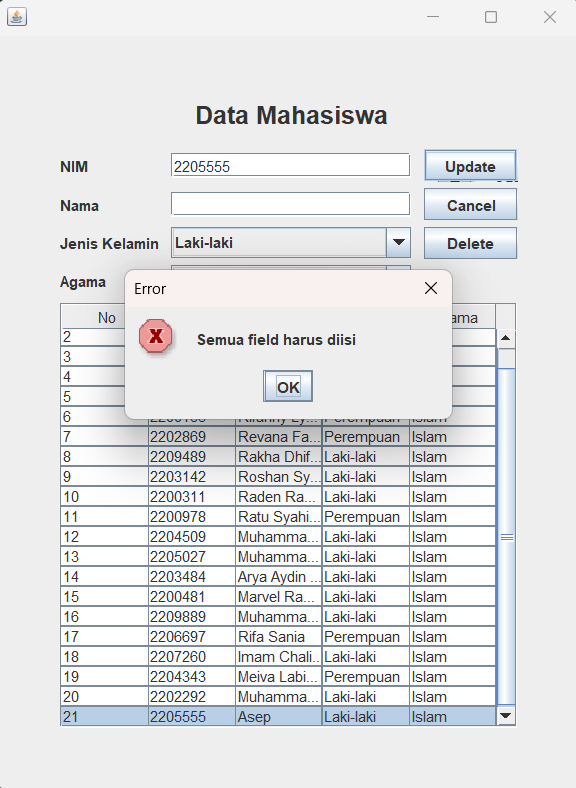 Data Mahasiswa
NIM 2205555 Update
Nama Cancel
Jenis Kelamin Laki-laki Delete
Agama
Error
Semua field harus diisi
OK
No
2
3
4
5
6 Perempuan Islam
7 2202869 Revana Fa... Perempuan Islam
8 2209489 Rakha Dhif... Laki-laki Islam
9 2203142 Roshan Sy... Laki-laki Islam
10 2200311 Raden Ra... Laki-laki Islam
11 2200978 Ratu Syahi... Perempuan Islam
12 2204509 Muhamma... Laki-laki Islam
13 2205027 Muhamma... Laki-laki Islam
14 2203484 Arya Aydin ... Laki-laki Islam
15 2200481 Marvel Ra... Laki-laki Islam
16 2209889 Muhamma... Laki-laki Islam
17 2206697 Rifa Sania Perempuan Islam
18 2207260 Imam Chali... Laki-laki Islam
19 2204343 Meiva Labi... Perempuan Islam
20 2202292 Muhamma... Laki-laki Islam
21 2205555 Asep Laki-laki Islam